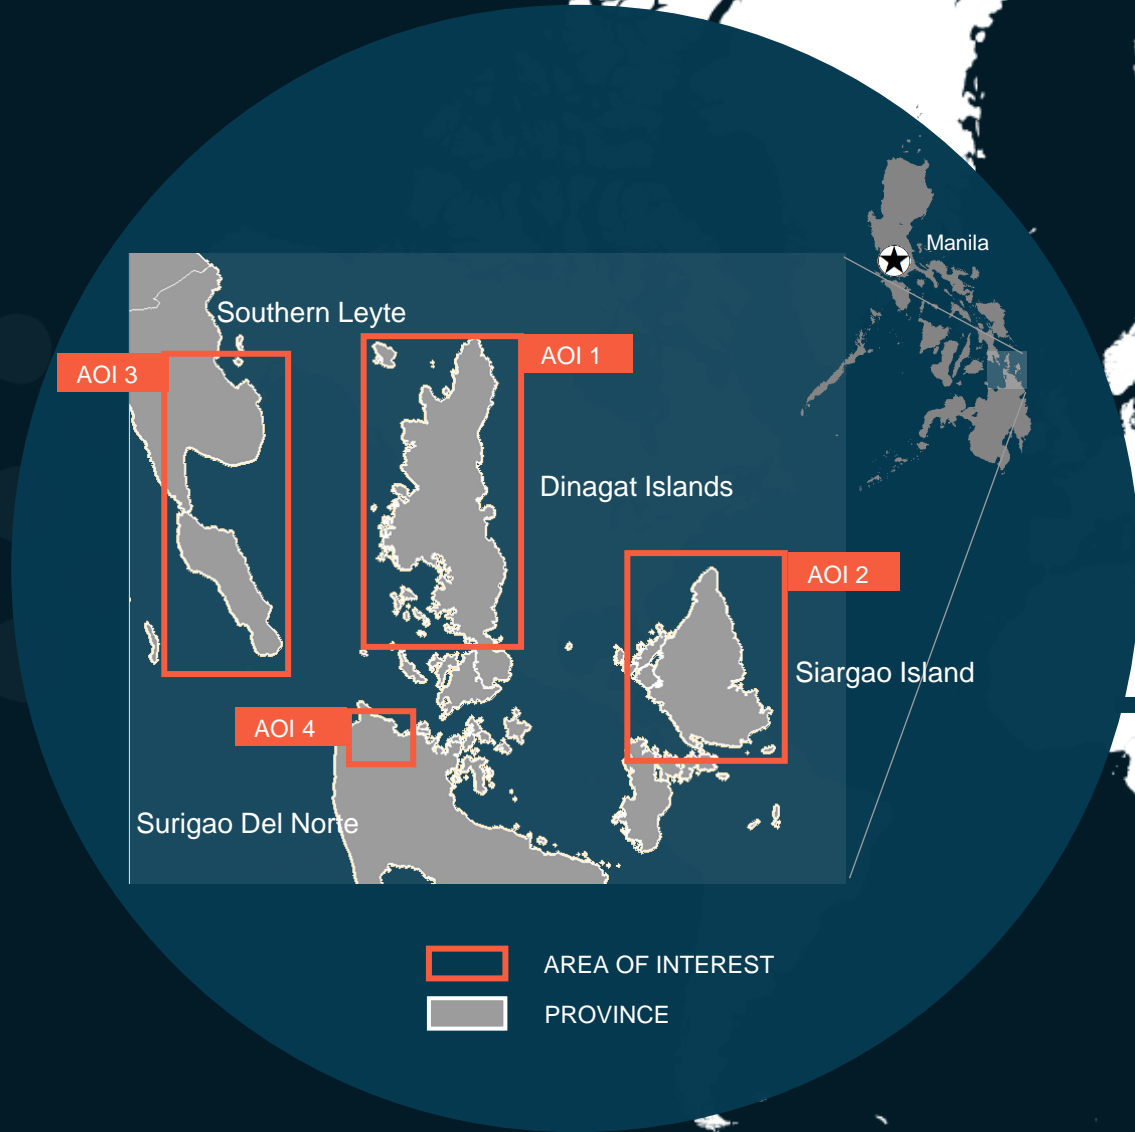 Manila
Southern Leyte
AOI 1
AOI 3
Dinagat Islands
AOI 2
Siargao Island
AOI 4
Surigao Del Norte
AREA OF INTEREST
PROVINCE